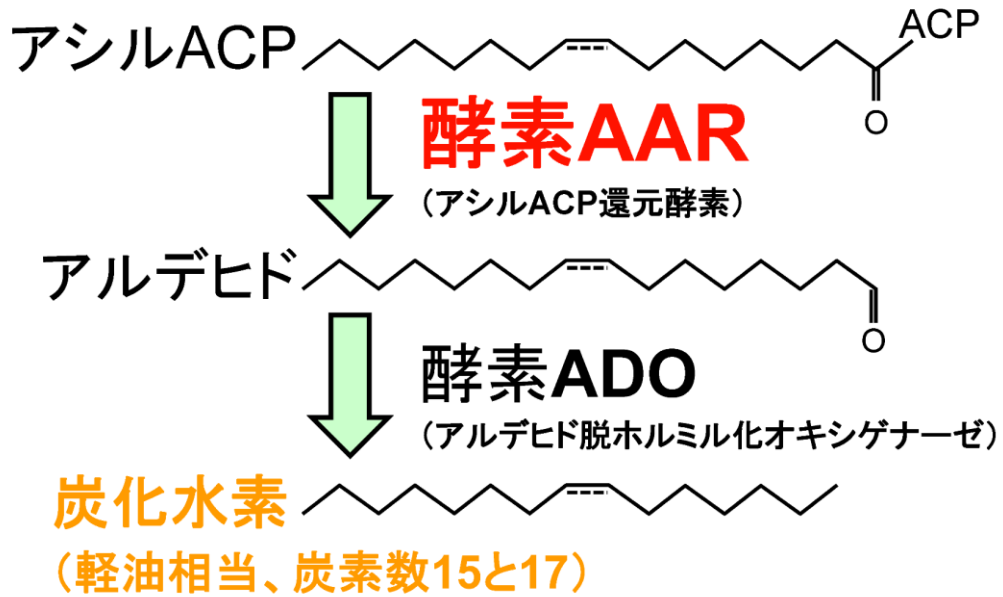 アシルACP
ACP
O
酵素AAR
（アシルACP還元酵素）
アルデヒド
O
酵素ADO
（アルデヒド脱ホルミル化オキシゲナーゼ）
炭化水素
（軽油相当、炭素数15と17）